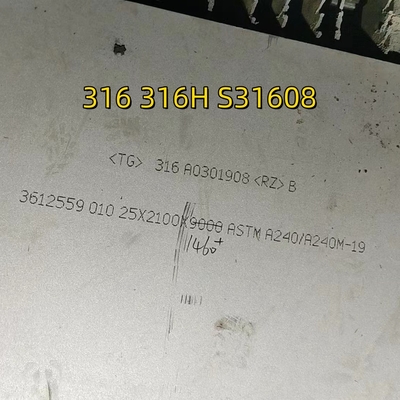 316 316H S31608
<TG> 316 A0301908 <RZ> B
3612559 010 25X2100X9000 ASTM A240/A240M-19
1460+